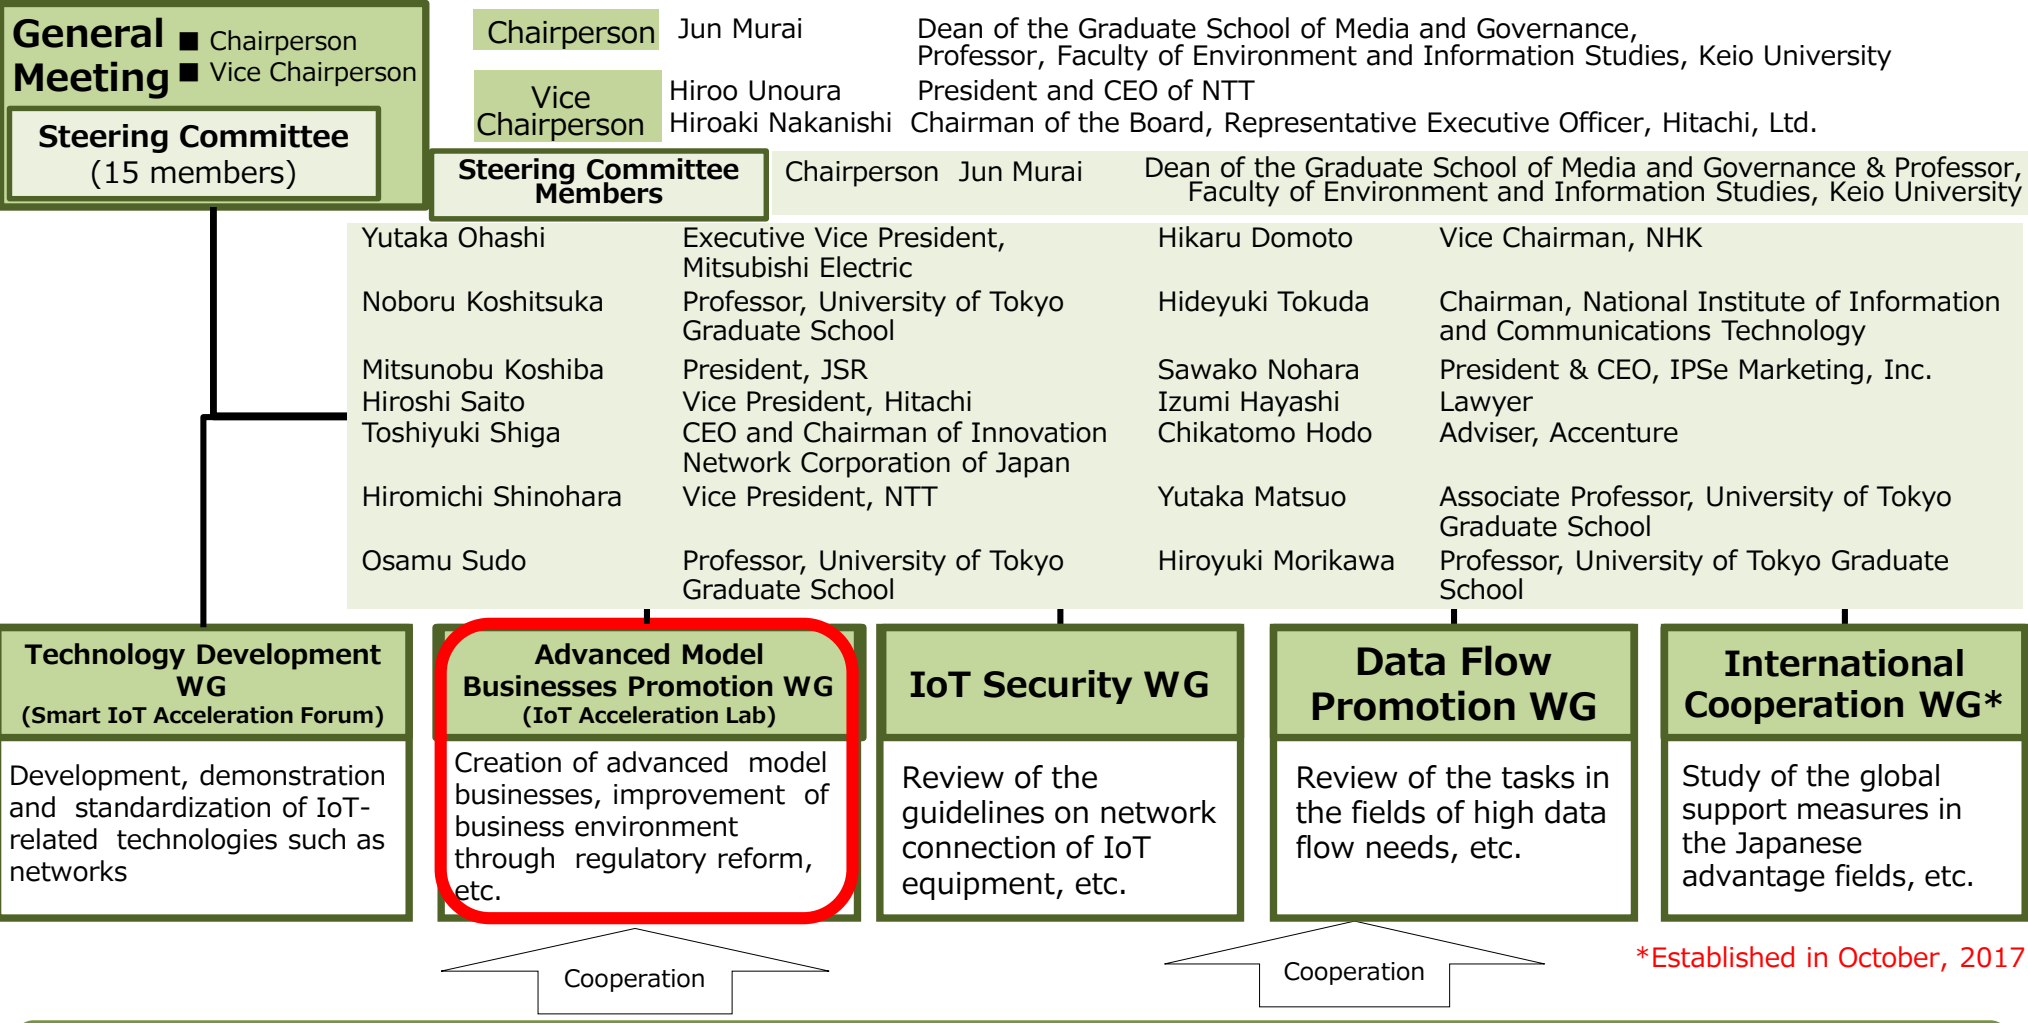 General
Meeting
■ Chairperson
■ Vice Chairperson
Steering Committee
(15 members)
Chairperson
Jun Murai
Dean of the Graduate School of Media and Governance,
Professor, Faculty of Environment and Information Studies, Keio University
Vice
Chairperson
Hiroo Unoura
President and CEO of NTT
Hiroaki Nakanishi
Chairman of the Board, Representative Executive Officer, Hitachi, Ltd.
Steering Committee
Members
Chairperson Jun Murai
Dean of the Graduate School of Media and Governance & Professor,
Faculty of Environment and Information Studies, Keio University
Yutaka Ohashi
Executive Vice President,
Mitsubishi Electric
Hikaru Domoto
Vice Chairman, NHK
Noboru Koshitsuka
Professor, University of Tokyo
Graduate School
Hideyuki Tokuda
Chairman, National Institute of Information
and Communications Technology
Mitsunobu Koshiba
President, JSR
Sawako Nohara
President & CEO, IPSe Marketing, Inc.
Hiroshi Saito
Vice President, Hitachi
Izumi Hayashi
Lawyer
Toshiyuki Shiga
CEO and Chairman of Innovation
Network Corporation of Japan
Chikatomo Hodo
Adviser, Accenture
Hiromichi Shinohara
Vice President, NTT
Yutaka Matsuo
Associate Professor, University of Tokyo
Graduate School
Osamu Sudo
Professor, University of Tokyo
Graduate School
Hiroyuki Morikawa
Professor, University of Tokyo Graduate
School
Technology Development
WG
(Smart IoT Acceleration Forum)
Development, demonstration
and standardization of IoT-
related technologies such as
networks
Advanced Model
Businesses Promotion WG
(IoT Acceleration Lab)
Creation of advanced model
businesses, improvement of
business environment
through regulatory reform,
etc.
IoT Security WG
Review of the
guidelines on network
connection of IoT
equipment, etc.
Data Flow
Promotion WG
Review of the tasks in
the fields of high data
flow needs, etc.
International
Cooperation WG*
Study of the global
support measures in
the Japanese
advantage fields, etc.
Cooperation
Cooperation
*Established in October, 2017